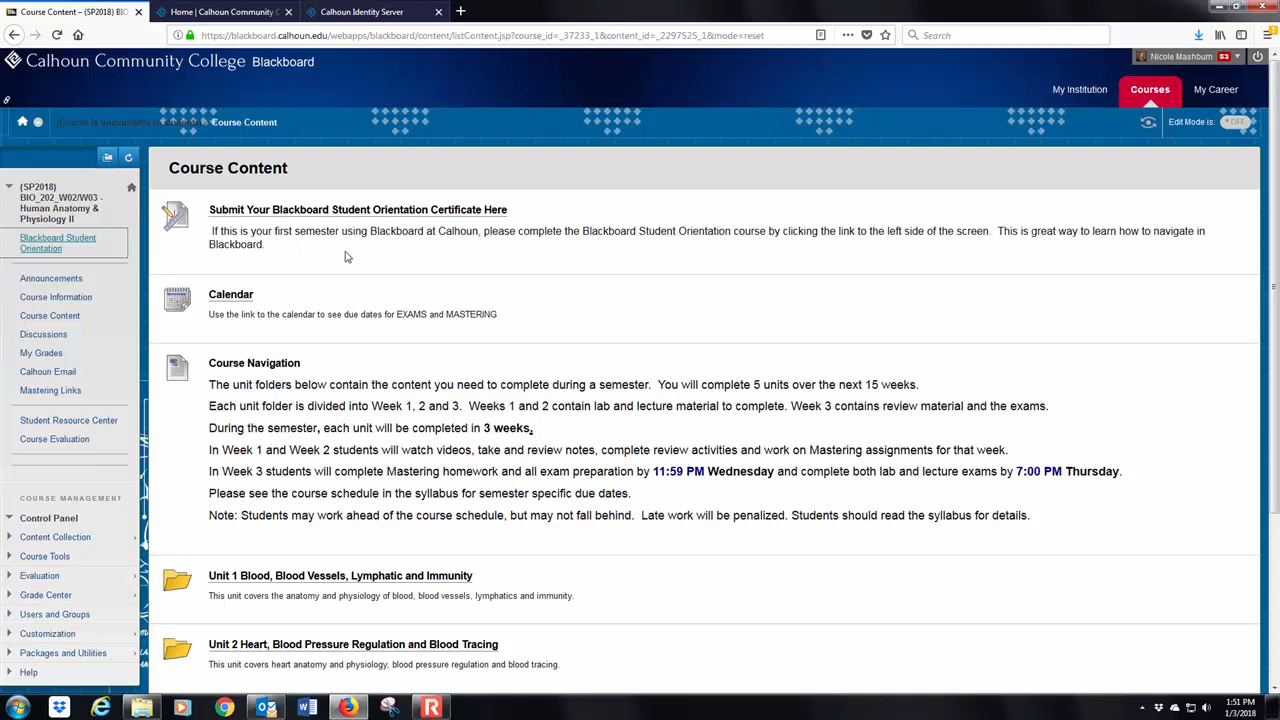 Course Content – (SP2018) BIO
Home | Calhoun Community C
Calhoun Identity Server
https://blackboard.calhoun.edu/webapps/blackboard/content/listContent.jsp?course_id=_37233_1&content_id=_2297525_1&mode=reset
Search
Calhoun Community College Blackboard
Nicole Mashburn 53
My Institution
Courses
My Career
(Course is unavailable to students)
Course Content
Edit Mode is:
OFF
Course Content
(SP2018)
BIO_202_W02/W03 -
Human Anatomy &
Physiology II
Blackboard Student
Orientation
Announcements
Course Information
Course Content
Discussions
My Grades
Calhoun Email
Mastering Links
Student Resource Center
Course Evaluation
COURSE MANAGEMENT
Control Panel
Content Collection
Course Tools
Evaluation
Grade Center
Users and Groups
Customization
Packages and Utilities
Help
Submit Your Blackboard Student Orientation Certificate Here
If this is your first semester using Blackboard at Calhoun, please complete the Blackboard Student Orientation course by clicking the link to the left side of the screen. This is great way to learn how to navigate in
Blackboard.
Calendar
Use the link to the calendar to see due dates for EXAMS and MASTERING
Course Navigation
The unit folders below contain the content you need to complete during a semester. You will complete 5 units over the next 15 weeks.
Each unit folder is divided into Week 1, 2 and 3. Weeks 1 and 2 contain lab and lecture material to complete. Week 3 contains review material and the exams.
During the semester, each unit will be completed in 3 weeks.
In Week 1 and Week 2 students will watch videos, take and review notes, complete review activities and work on Mastering assignments for that week.
In Week 3 students will complete Mastering homework and all exam preparation by 11:59 PM Wednesday and complete both lab and lecture exams by 7:00 PM Thursday.
Please see the course schedule in the syllabus for semester specific due dates.
Note: Students may work ahead of the course schedule, but may not fall behind. Late work will be penalized. Students should read the syllabus for details.
Unit 1 Blood, Blood Vessels, Lymphatic and Immunity
This unit covers the anatomy and physiology of blood, blood vessels, lymphatics and immunity.
Unit 2 Heart, Blood Pressure Regulation and Blood Tracing
This unit covers heart anatomy and physiology, blood pressure regulation and blood tracing.
1:51 PM
1/3/2018